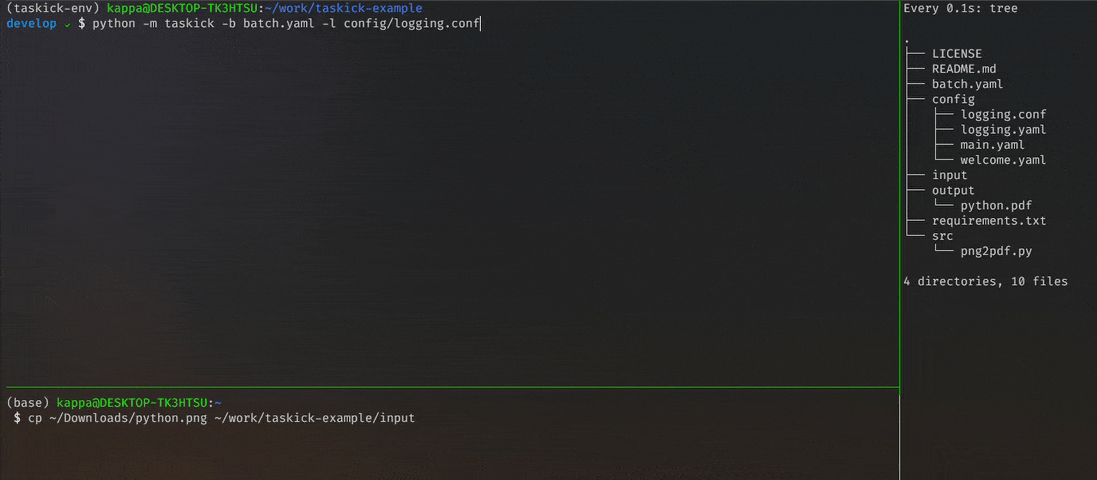 (taskick-env) kappa@DESKTOP-TK3HTSU:~/work/taskick-example
develop ✓ $ python -m taskick -b batch.yaml -l config/logging.conf
(base) kappa@DESKTOP-TK3HTSU:~
$ cp ~/Downloads/python.png ~/work/taskick-example/input
Every 0.1s: tree
.
├── LICENSE
├── README.md
├── batch.yaml
├── config
│   ├── logging.conf
│   ├── logging.yaml
│   ├── main.yaml
│   └── welcome.yaml
├── input
├── output
│   └── python.pdf
├── requirements.txt
└── src
    └── png2pdf.py
4 directories, 10 files